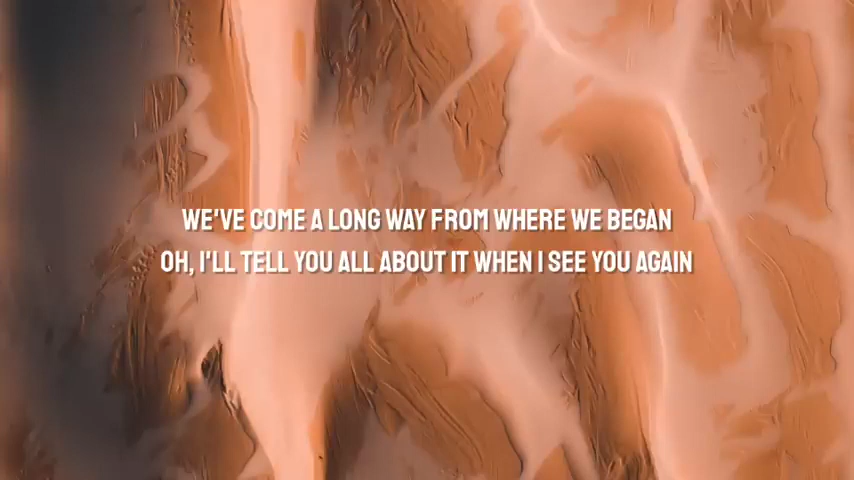 WE'VE COME A LONG WAY FROM WHERE WE BEGAN
OH, I'LL TELL YOU ALL ABOUT IT WHEN I SEE YOU AGAIN